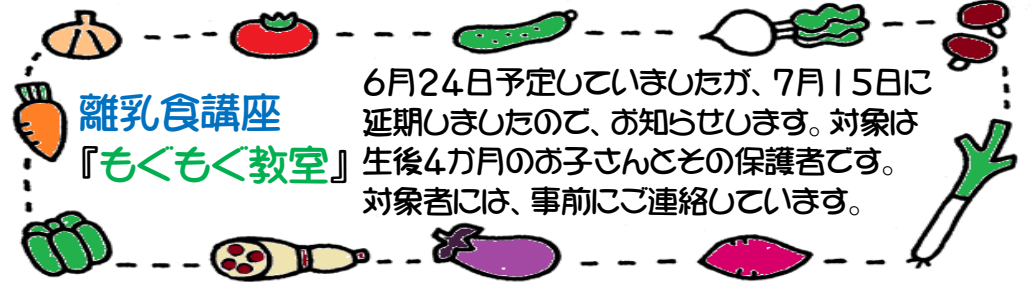 離乳食講座
『もぐもぐ教室』
6月24日予定していましたが、7月15日に
延期しましたので、お知らせします。対象は
生後4か月のお子さんとその保護者です。
対象者には、事前にご連絡しています。